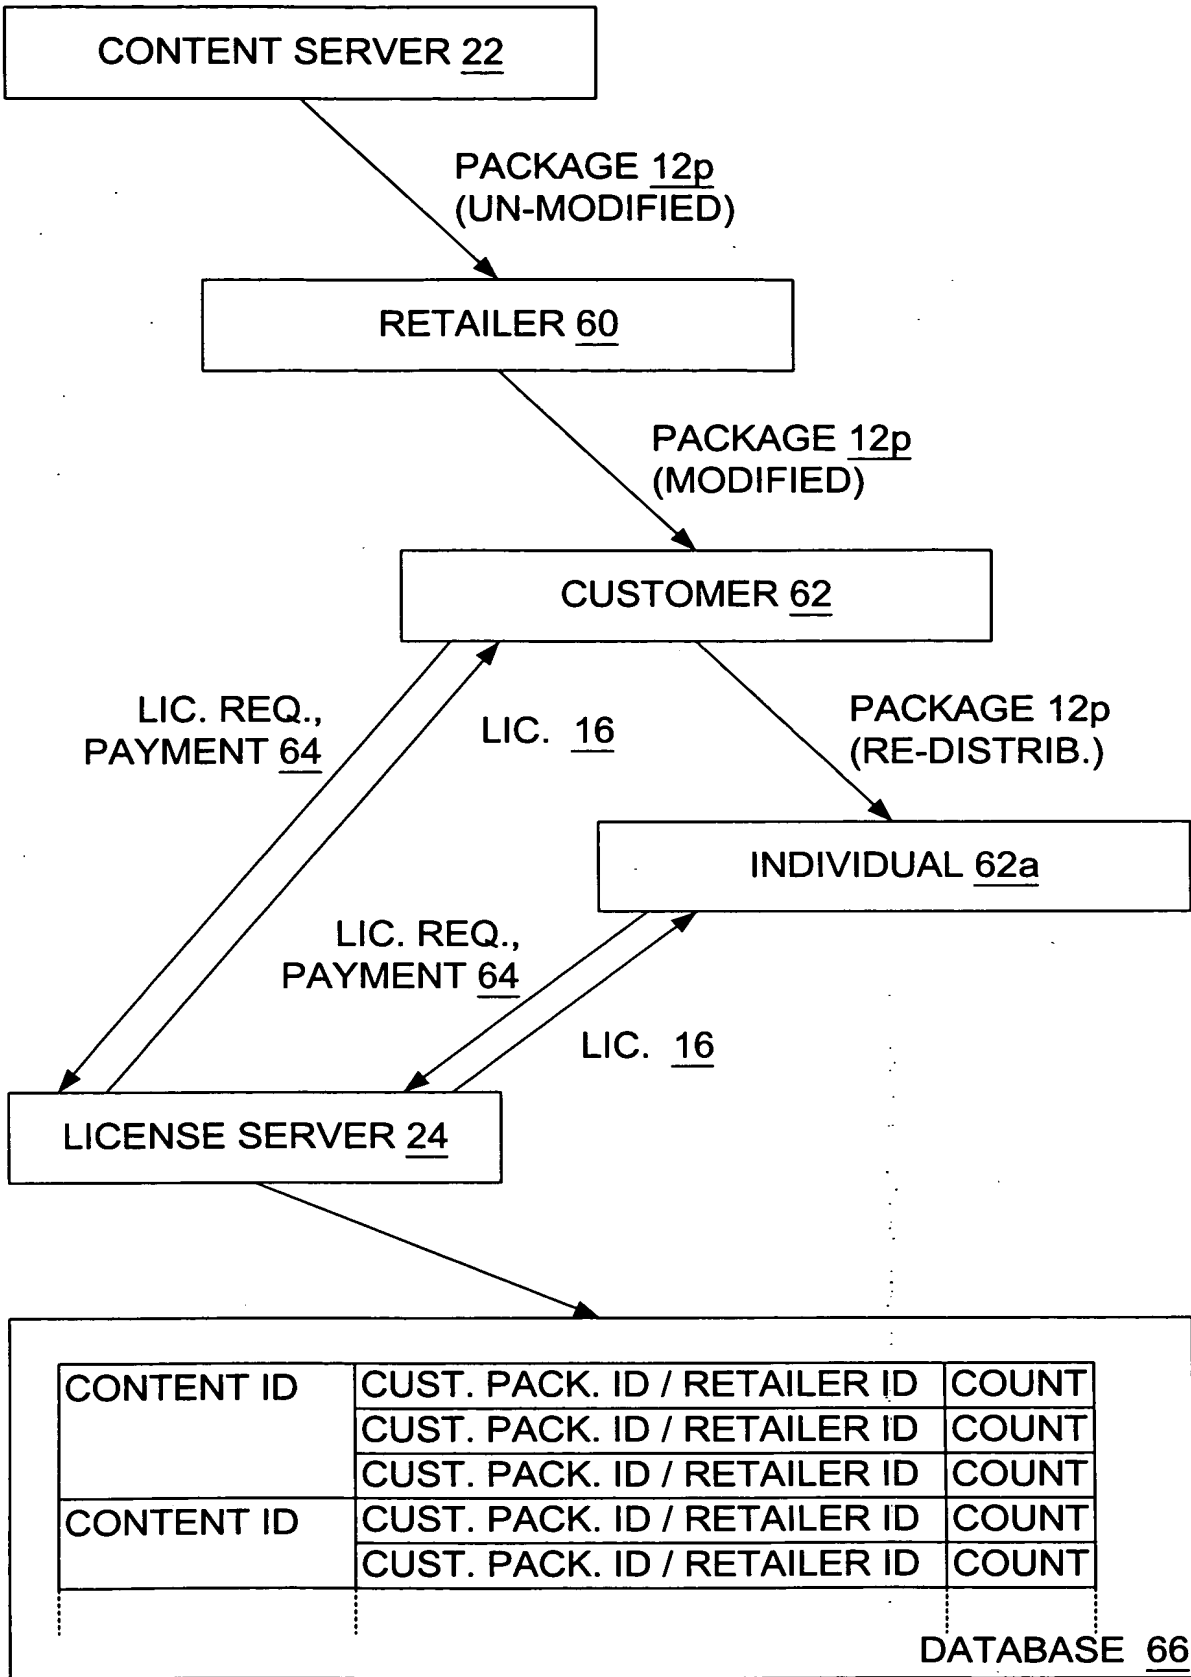 CONTENT SERVER 22
PACKAGE 12p
(UN-MODIFIED)
RETAILER 60
PACKAGE 12p
(MODIFIED)
CUSTOMER 62
LIC. REQ.,
PAYMENT 64
LIC. 16
PACKAGE 12p
(RE-DISTRIB.)
INDIVIDUAL 62a
LIC. REQ.,
PAYMENT 64
LIC. 16
LICENSE SERVER 24
CONTENT ID CUST. PACK. ID / RETAILER ID COUNT
CUST. PACK. ID / RETAILER ID COUNT
CUST. PACK. ID / RETAILER ID COUNT
CONTENT ID CUST. PACK. ID / RETAILER ID COUNT
CUST. PACK. ID / RETAILER ID COUNT
DATABASE 66